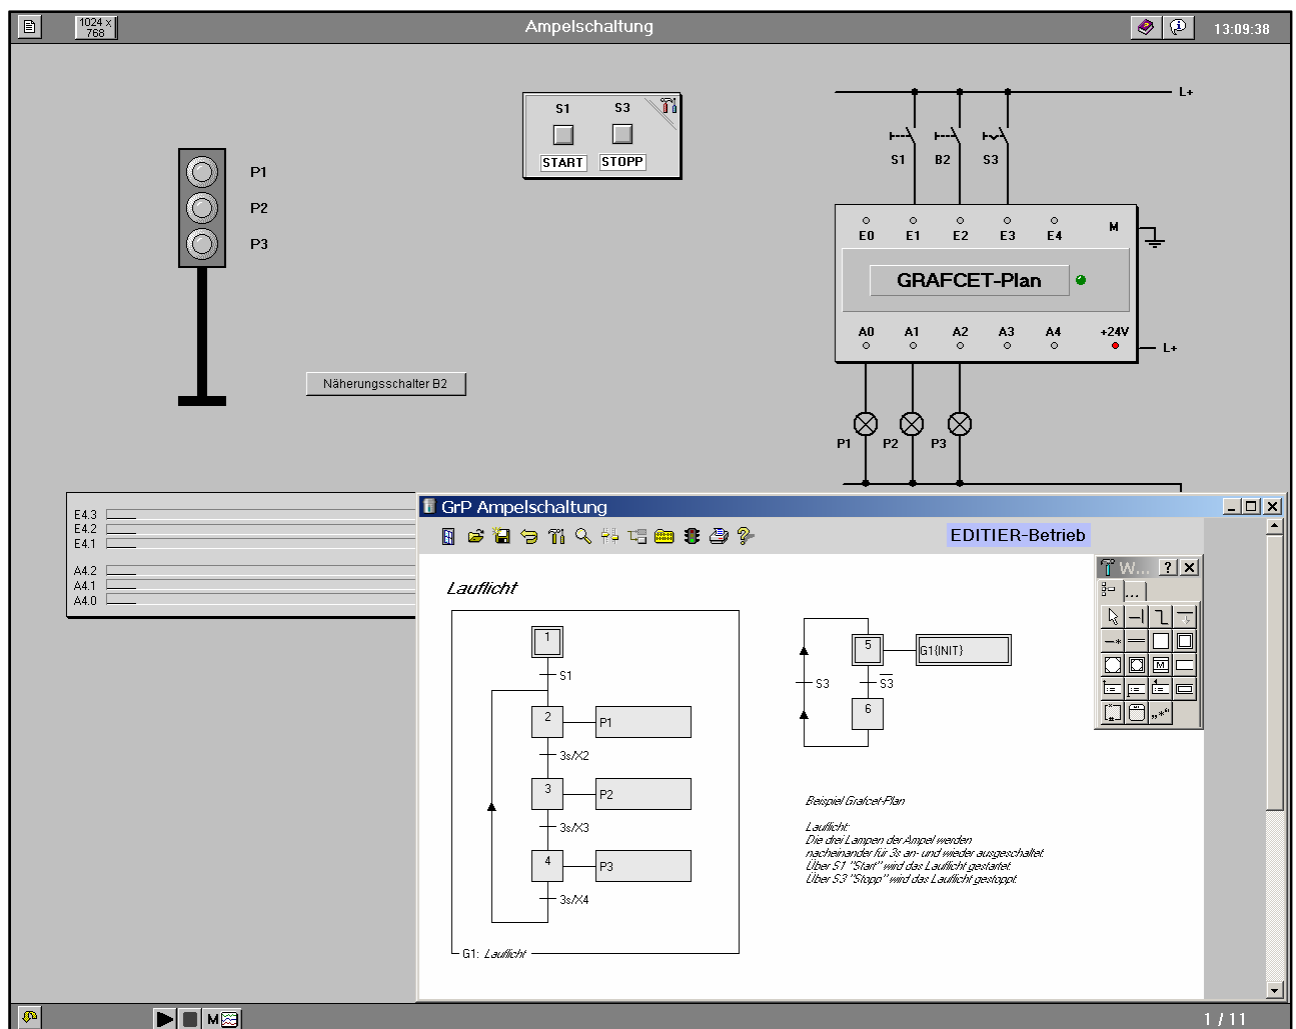 1024 x
768
Ampelschaltung
13:09:38
S1
S3
START
STOPP
P1
P2
P3
Näherungsschalter B2
L+
S1
B2
S3
E0
E1
E2
E3
E4
M
GRAFCET-Plan
A0
A1
A2
A3
A4
+24V
L+
P1
P2
P3
E4.3
E4.2
E4.1
A4.2
A4.1
A4.0
GrP Ampelschaltung
EDITIER-Betrieb
W...
...
M
„*“
Lauflicht
1
S1
2
P1
3s/X2
3
P2
3s/X3
4
P3
3s/X4
G1: Lauflicht
5
G1{INIT}
S3
S̅3̅
6
Beispiel Grafcet-Plan
Lauflicht:
Die drei Lampen der Ampel werden
nacheinander für 3s an- und wieder ausgeschaltet.
Über S1 "Start" wird das Lauflicht gestartet.
Über S3 "Stopp" wird das Lauflicht gestoppt.
M
1 / 11